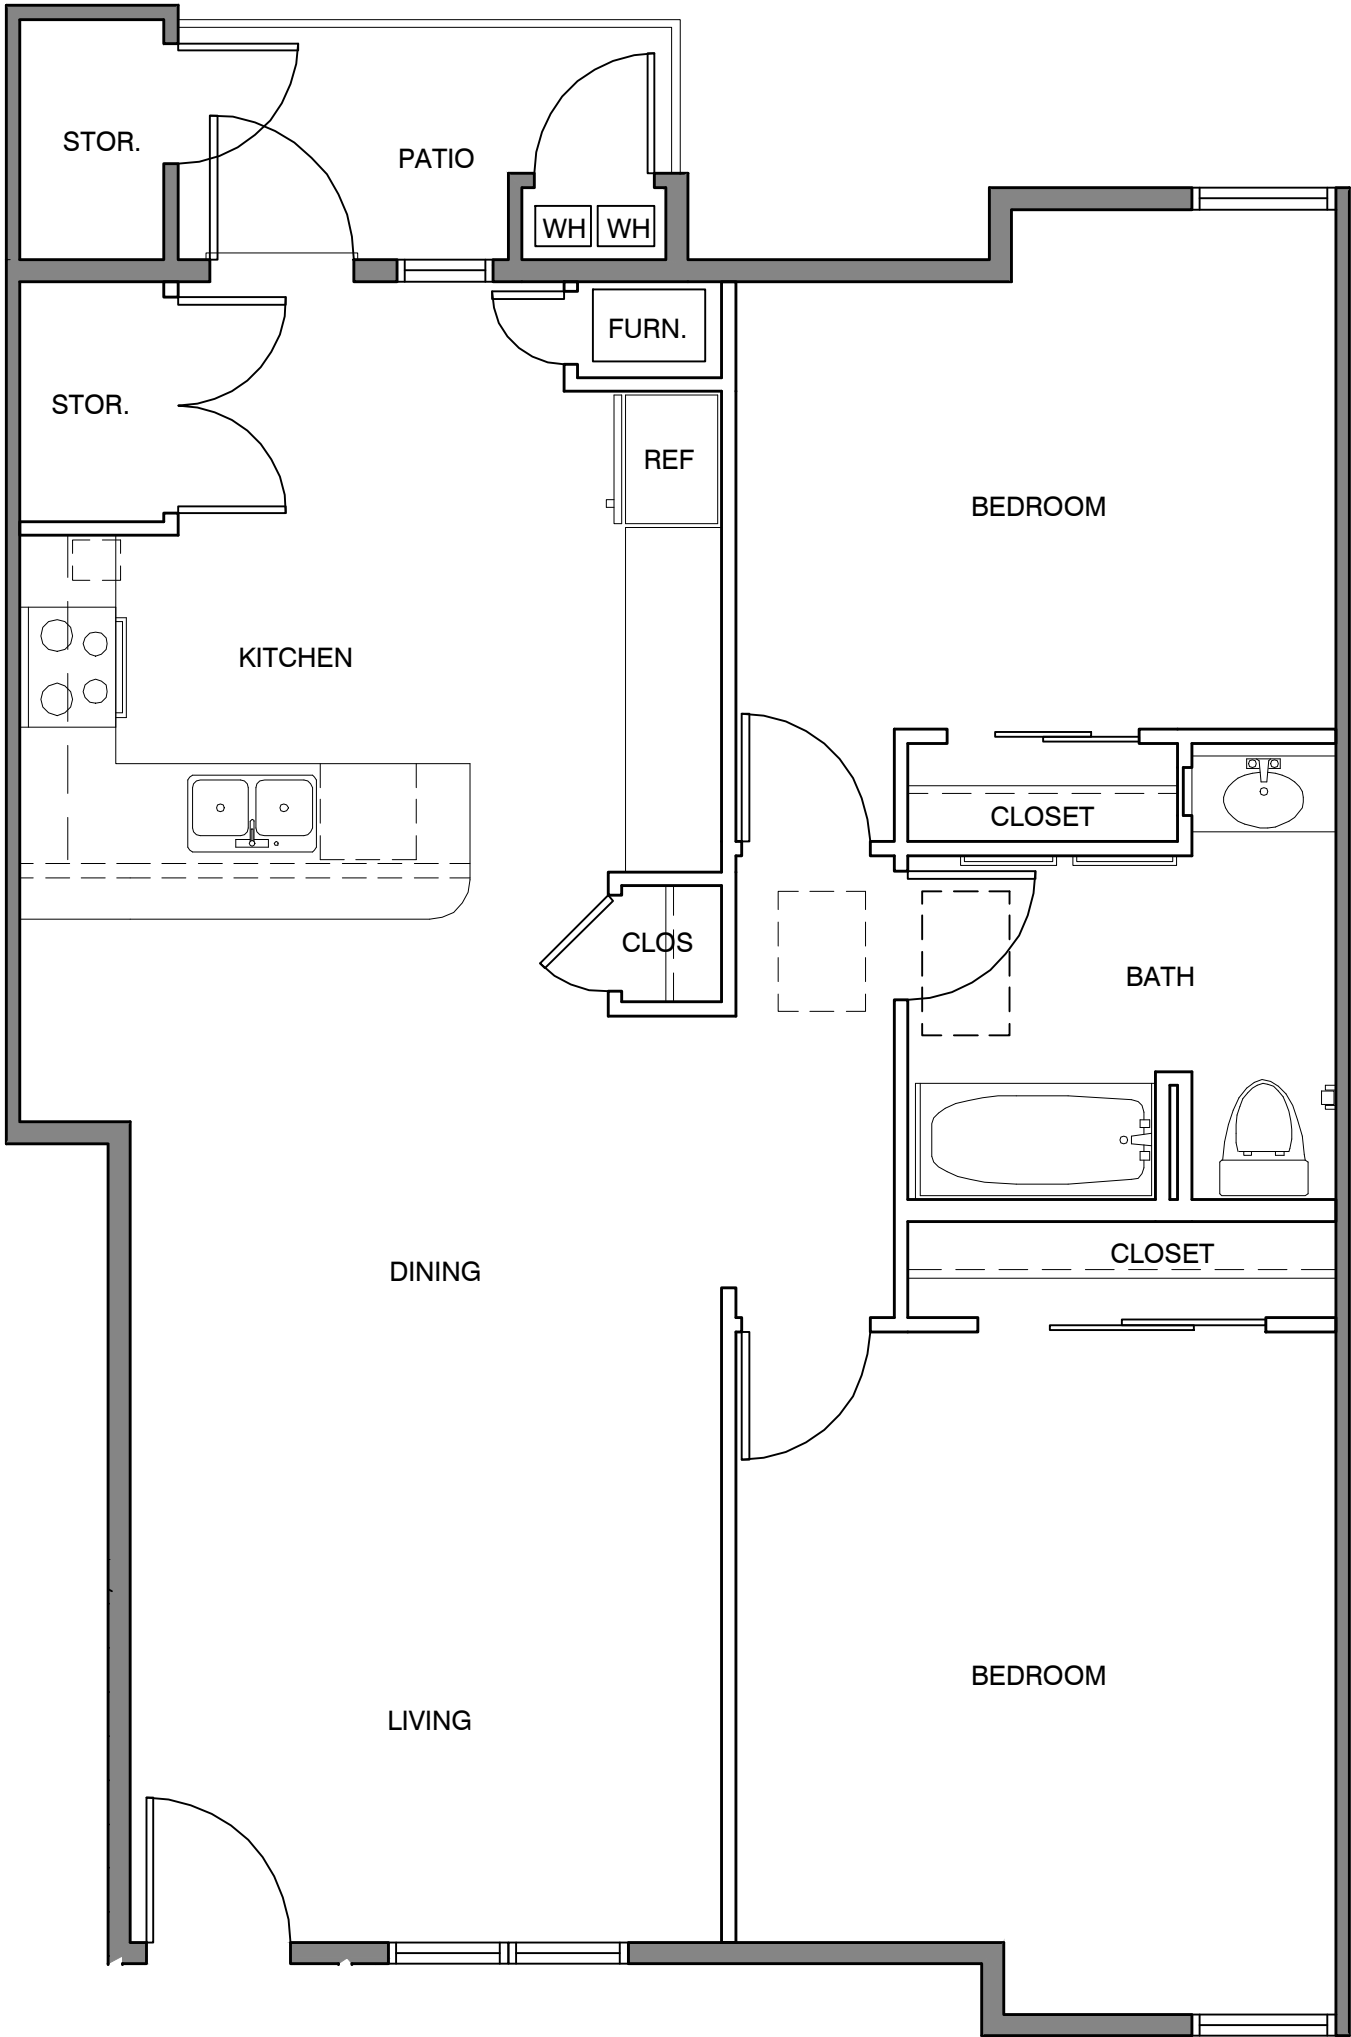 STOR.
PATIO
WH
WH
FURN.
STOR.
REF
BEDROOM
KITCHEN
CLOSET
CLOS
BATH
CLOSET
DINING
BEDROOM
LIVING